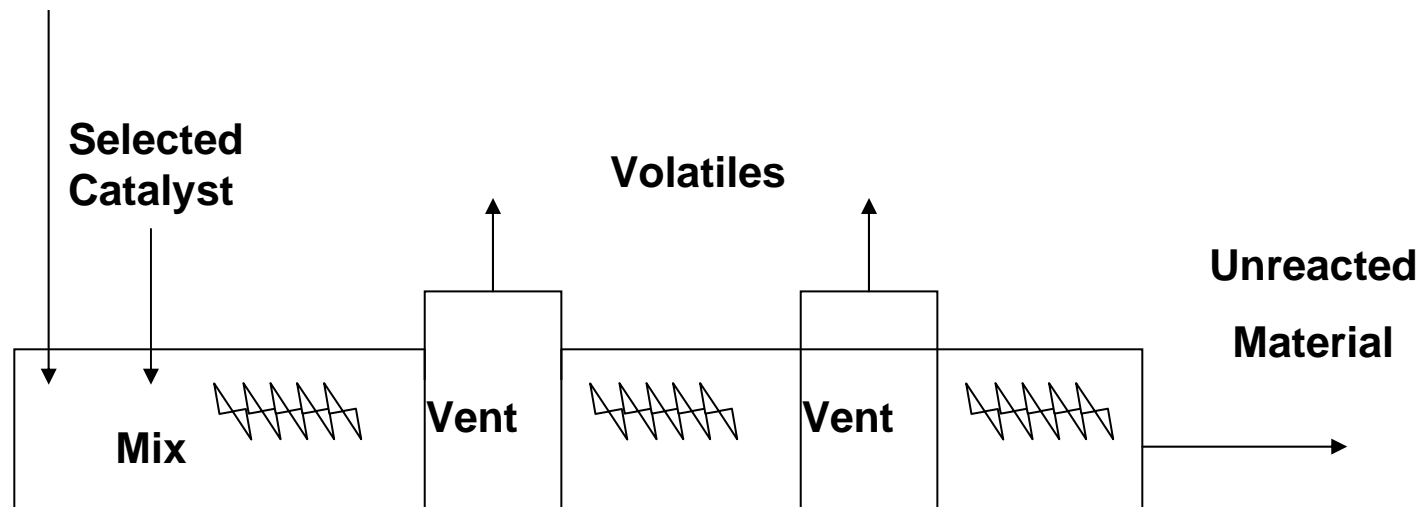 Selected
Catalyst
Volatiles
Unreacted
Material
Vent
Vent
Mix